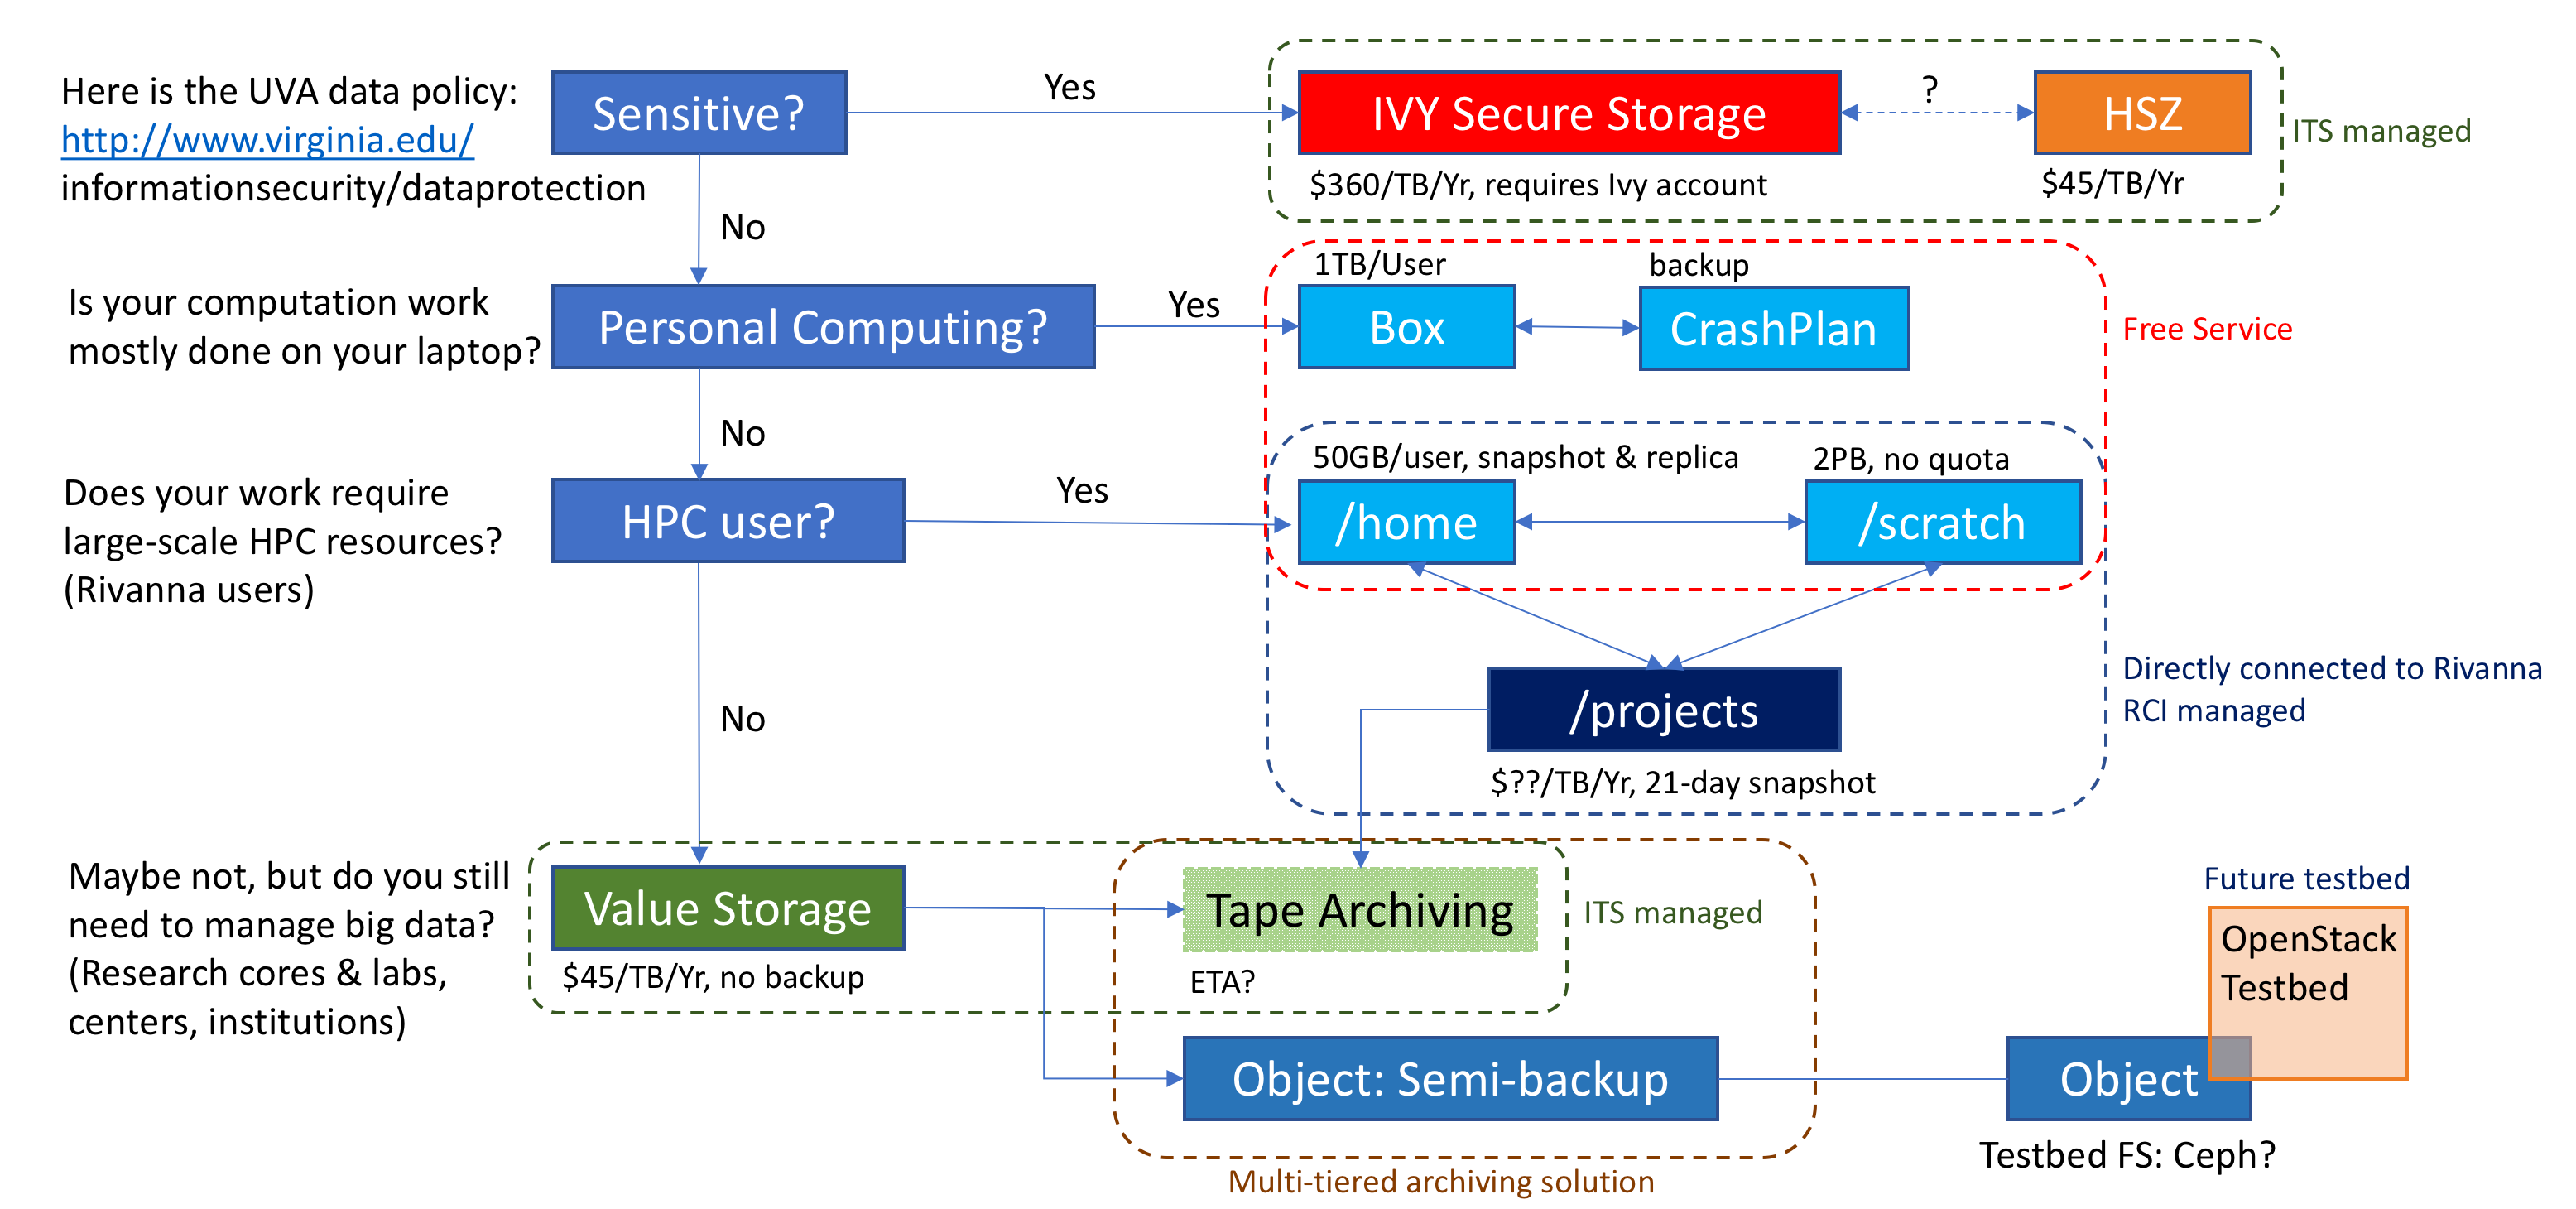 Here is the UVA data policy:
http://www.virginia.edu/
informationsecurity/dataprotection
Sensitive?
Yes
IVY Secure Storage
?
HSZ
ITS managed
$360/TB/Yr, requires Ivy account
$45/TB/Yr
No
Is your computation work
mostly done on your laptop?
Personal Computing?
Yes
1TB/User
Box
backup
CrashPlan
Free Service
No
Does your work require
large-scale HPC resources?
(Rivanna users)
HPC user?
Yes
50GB/user, snapshot & replica
/home
2PB, no quota
/scratch
No
/projects
$??/TB/Yr, 21-day snapshot
Directly connected to Rivanna
RCI managed
Maybe not, but do you still
need to manage big data?
(Research cores & labs,
centers, institutions)
Value Storage
$45/TB/Yr, no backup
Tape Archiving
ETA?
ITS managed
Object: Semi-backup
Multi-tiered archiving solution
Future testbed
OpenStack
Testbed
Object
Testbed FS: Ceph?